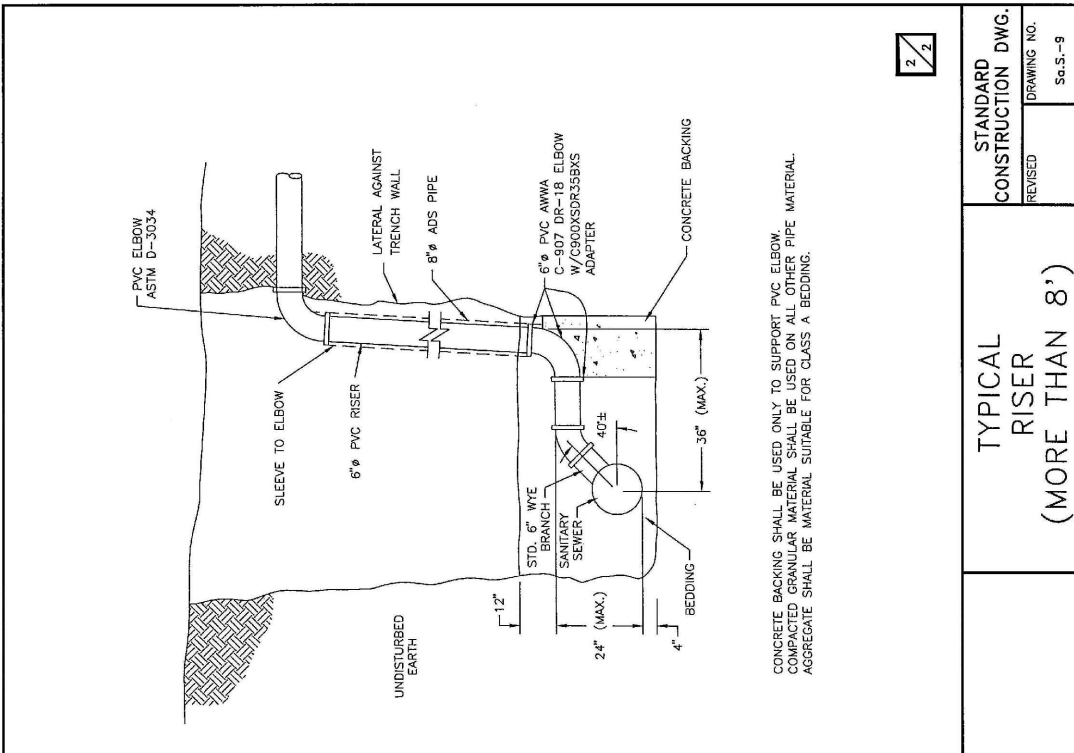 PVC ELBOW
ASTM D-3034
LATERAL AGAINST
TRENCH WALL
8"ø ADS PIPE
SLEEVE TO ELBOW
6"ø PVC RISER
6"ø PVC AWWA
C-907 DR-18 ELBOW
W/C900XSDR35BXS
ADAPTER
CONCRETE BACKING
STD. 6" WYE
BRANCH
SANITARY
SEWER
40°±
36" (MAX.)
UNDISTURBED
EARTH
12"
24" (MAX.)
4"
BEDDING
CONCRETE BACKING SHALL BE USED ONLY TO SUPPORT PVC ELBOW.
COMPACTED GRANULAR MATERIAL SHALL BE USED ON ALL OTHER PIPE MATERIAL.
AGGREGATE SHALL BE MATERIAL SUITABLE FOR CLASS A BEDDING.
2/2
TYPICAL
RISER
(MORE THAN 8')
STANDARD
CONSTRUCTION DWG.
REVISED
DRAWING NO.
Sa.S.-9